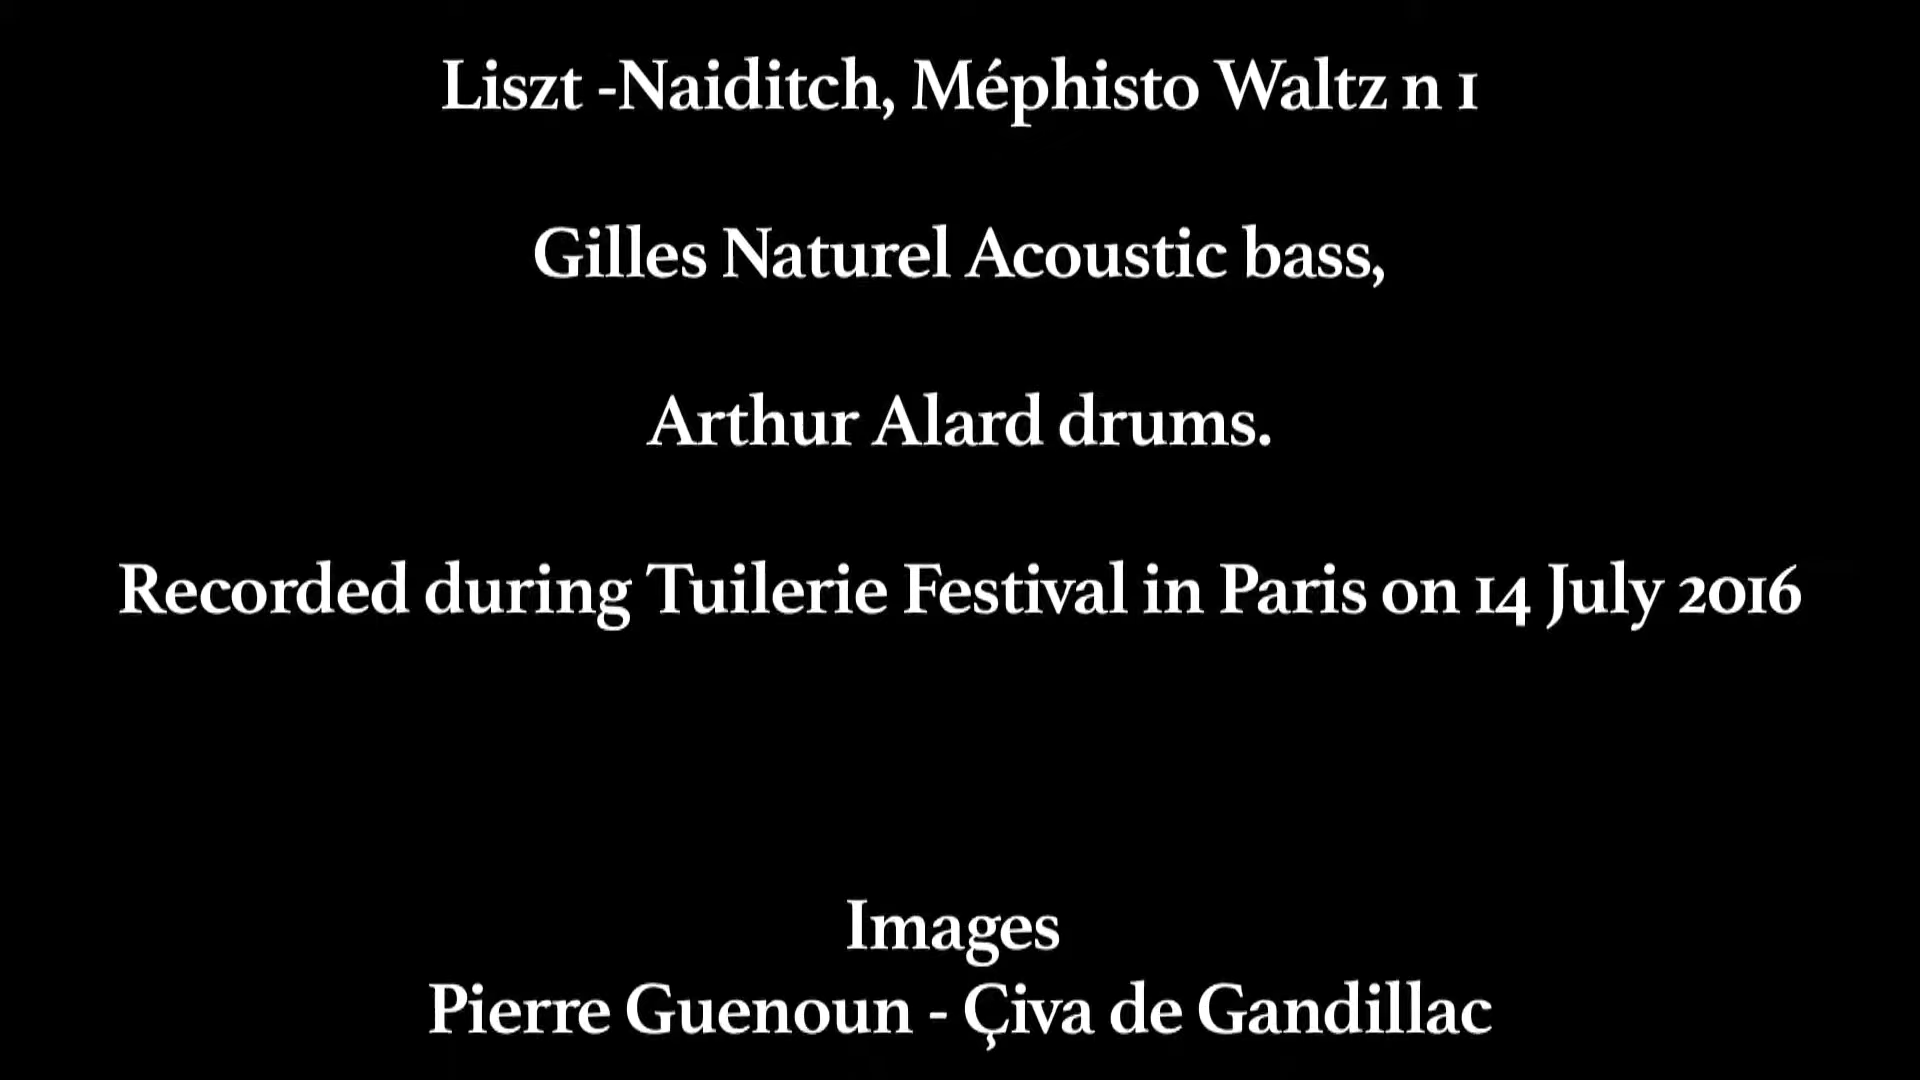 Liszt -Naiditch, Méphisto Waltz n 1
Gilles Naturel Acoustic bass,
Arthur Alard drums.
Recorded during Tuilerie Festival in Paris on 14 July 2016
Images
Pierre Guenoun - Çiva de Gandillac